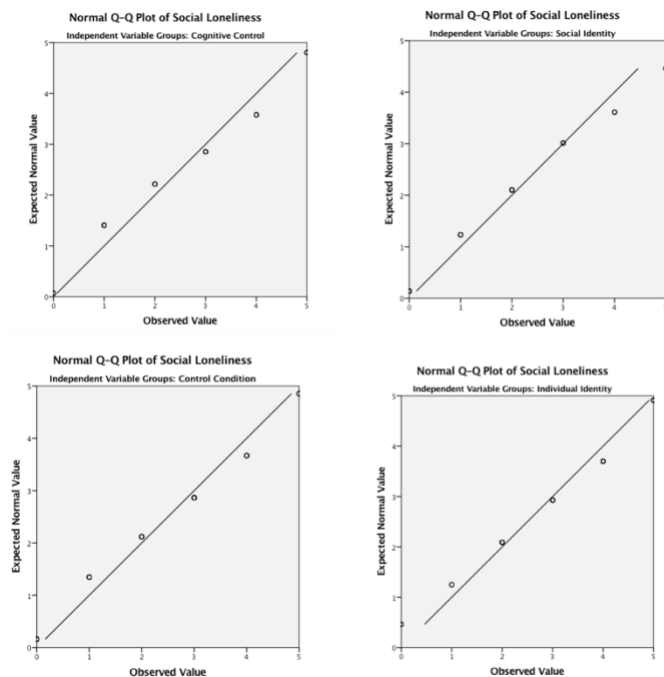 Normal Q-Q Plot of Social Loneliness
Independent Variable Groups: Cognitive Control
5
4
3
2
1
0
Expected Normal Value
0 1 2 3 4 5
Observed Value
Normal Q-Q Plot of Social Loneliness
Independent Variable Groups: Social Identity
5
4
3
2
1
0
Expected Normal Value
0 1 2 3 4
Observed Value
Normal Q-Q Plot of Social Loneliness
Independent Variable Groups: Control Condition
5
4
3
2
1
0
Expected Normal Value
0 1 2 3 4 5
Observed Value
Normal Q-Q Plot of Social Loneliness
Independent Variable Groups: Individual Identity
5
4
3
2
1
0
Expected Normal Value
0 1 2 3 4 5
Observed Value